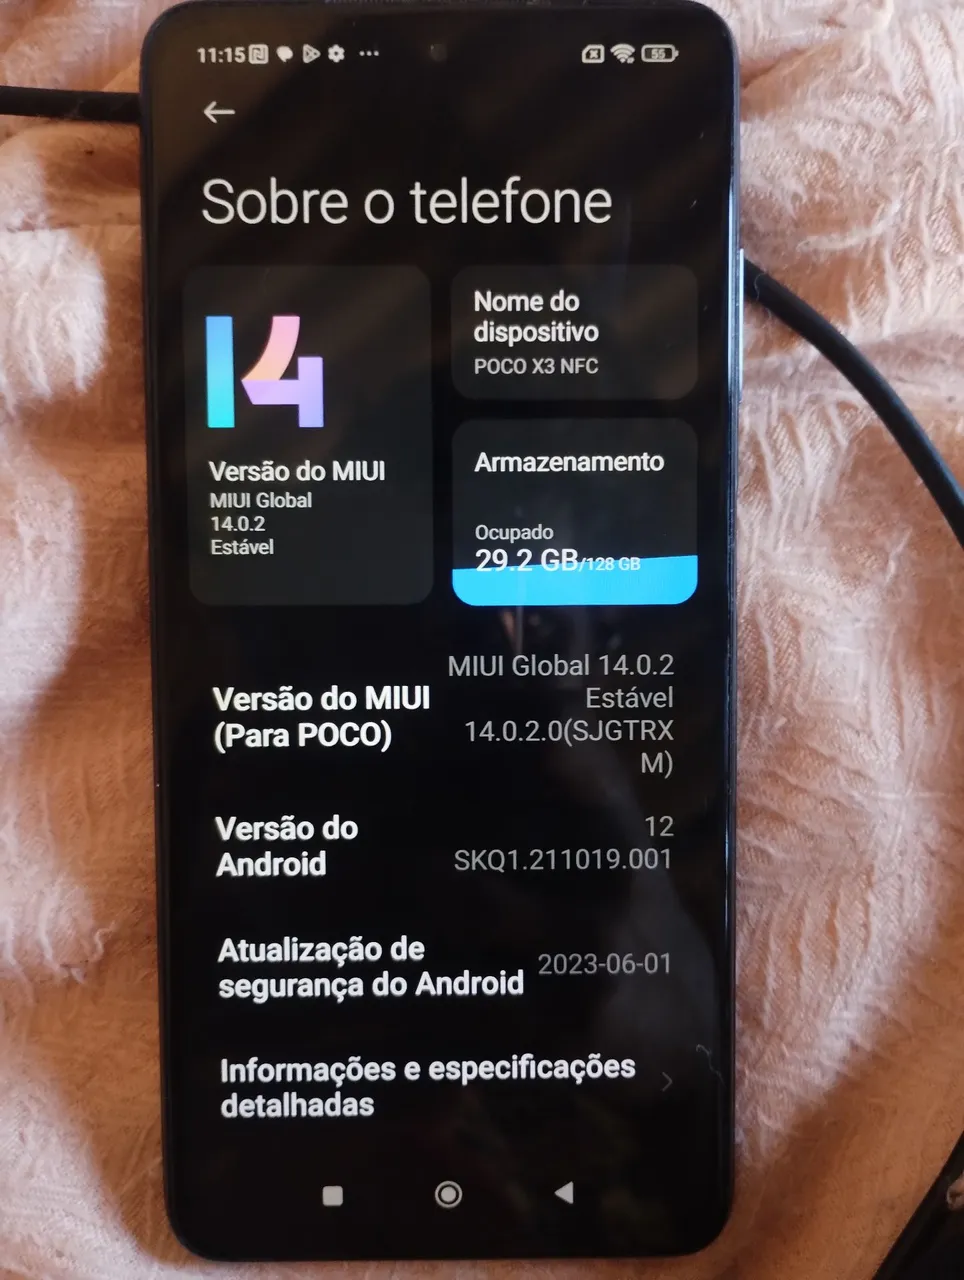 11:15
55
Sobre o telefone
14
Versão do MIUI
MIUI Global
14.0.2
Estável
Nome do
dispositivo
POCO X3 NFC
Armazenamento
Ocupado
29.2 GB/128 GB
Versão do MIUI
(Para POCO)
MIUI Global 14.0.2
Estável
14.0.2.0(SJGTRX
M)
Versão do
Android
12
SKQ1.211019.001
Atualização de
segurança do Android
2023-06-01
Informações e especificações
detalhadas